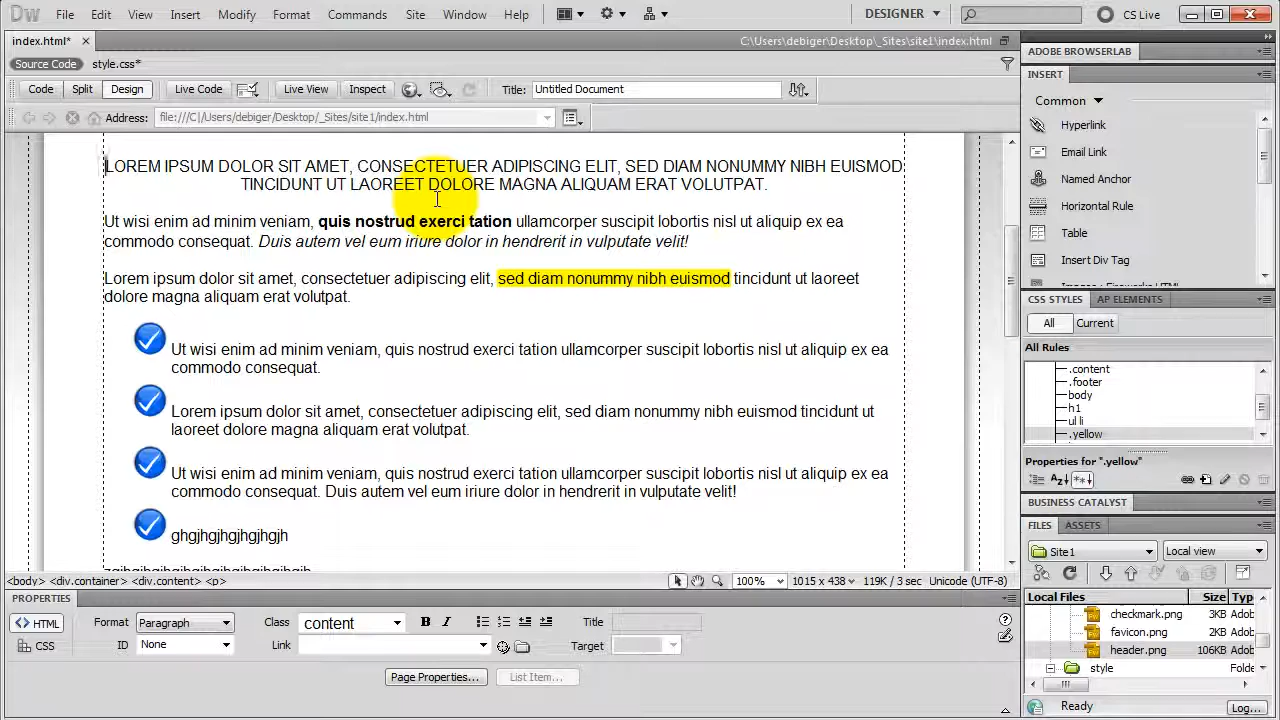 Dw File Edit View Insert Modify Format Commands Site Window Help DESIGNER CS Live
index.html* C:\Users\debiger\Desktop\_Sites\site1\index.html
Source Code style.css*
Code Split Design Live Code Live View Inspect Title: Untitled Document
Address: file:///C|/Users/debiger/Desktop/_Sites/site1/index.html
LOREM IPSUM DOLOR SIT AMET, CONSECTETUER ADIPISCING ELIT, SED DIAM NONUMMY NIBH EUISMOD
TINCIDUNT UT LAOREET DOLORE MAGNA ALIQUAM ERAT VOLUTPAT.
Ut wisi enim ad minim veniam, quis nostrud exerci tation ullamcorper suscipit lobortis nisl ut aliquip ex ea
commodo consequat. Duis autem vel eum iriure dolor in hendrerit in vulputate velit!
Lorem ipsum dolor sit amet, consectetuer adipiscing elit, sed diam nonummy nibh euismod tincidunt ut laoreet
dolore magna aliquam erat volutpat.
Ut wisi enim ad minim veniam, quis nostrud exerci tation ullamcorper suscipit lobortis nisl ut aliquip ex ea
commodo consequat.
Lorem ipsum dolor sit amet, consectetuer adipiscing elit, sed diam nonummy nibh euismod tincidunt ut
laoreet dolore magna aliquam erat volutpat.
Ut wisi enim ad minim veniam, quis nostrud exerci tation ullamcorper suscipit lobortis nisl ut aliquip ex ea
commodo consequat. Duis autem vel eum iriure dolor in hendrerit in vulputate velit!
ghgjhgjhgjhgjhgjh
<body> <div.container> <div.content> <p> 100% 1015 x 438 119K / 3 sec Unicode (UTF-8)
PROPERTIES
HTML Format Paragraph Class content B I Title
CSS ID None Link Target
Page Properties... List Item...
ADOBE BROWSERLAB
INSERT
Common
Hyperlink
Email Link
Named Anchor
Horizontal Rule
Table
Insert Div Tag
CSS STYLES AP ELEMENTS
All Current
All Rules
.content
.footer
body
h1
ul li
.yellow
Properties for ".yellow"
BUSINESS CATALYST
FILES ASSETS
Site1 Local view
Local Files Size Type
checkmark.png 3KB Adob
favicon.png 2KB Adob
header.png 106KB Adob
style Folde
Ready Log...